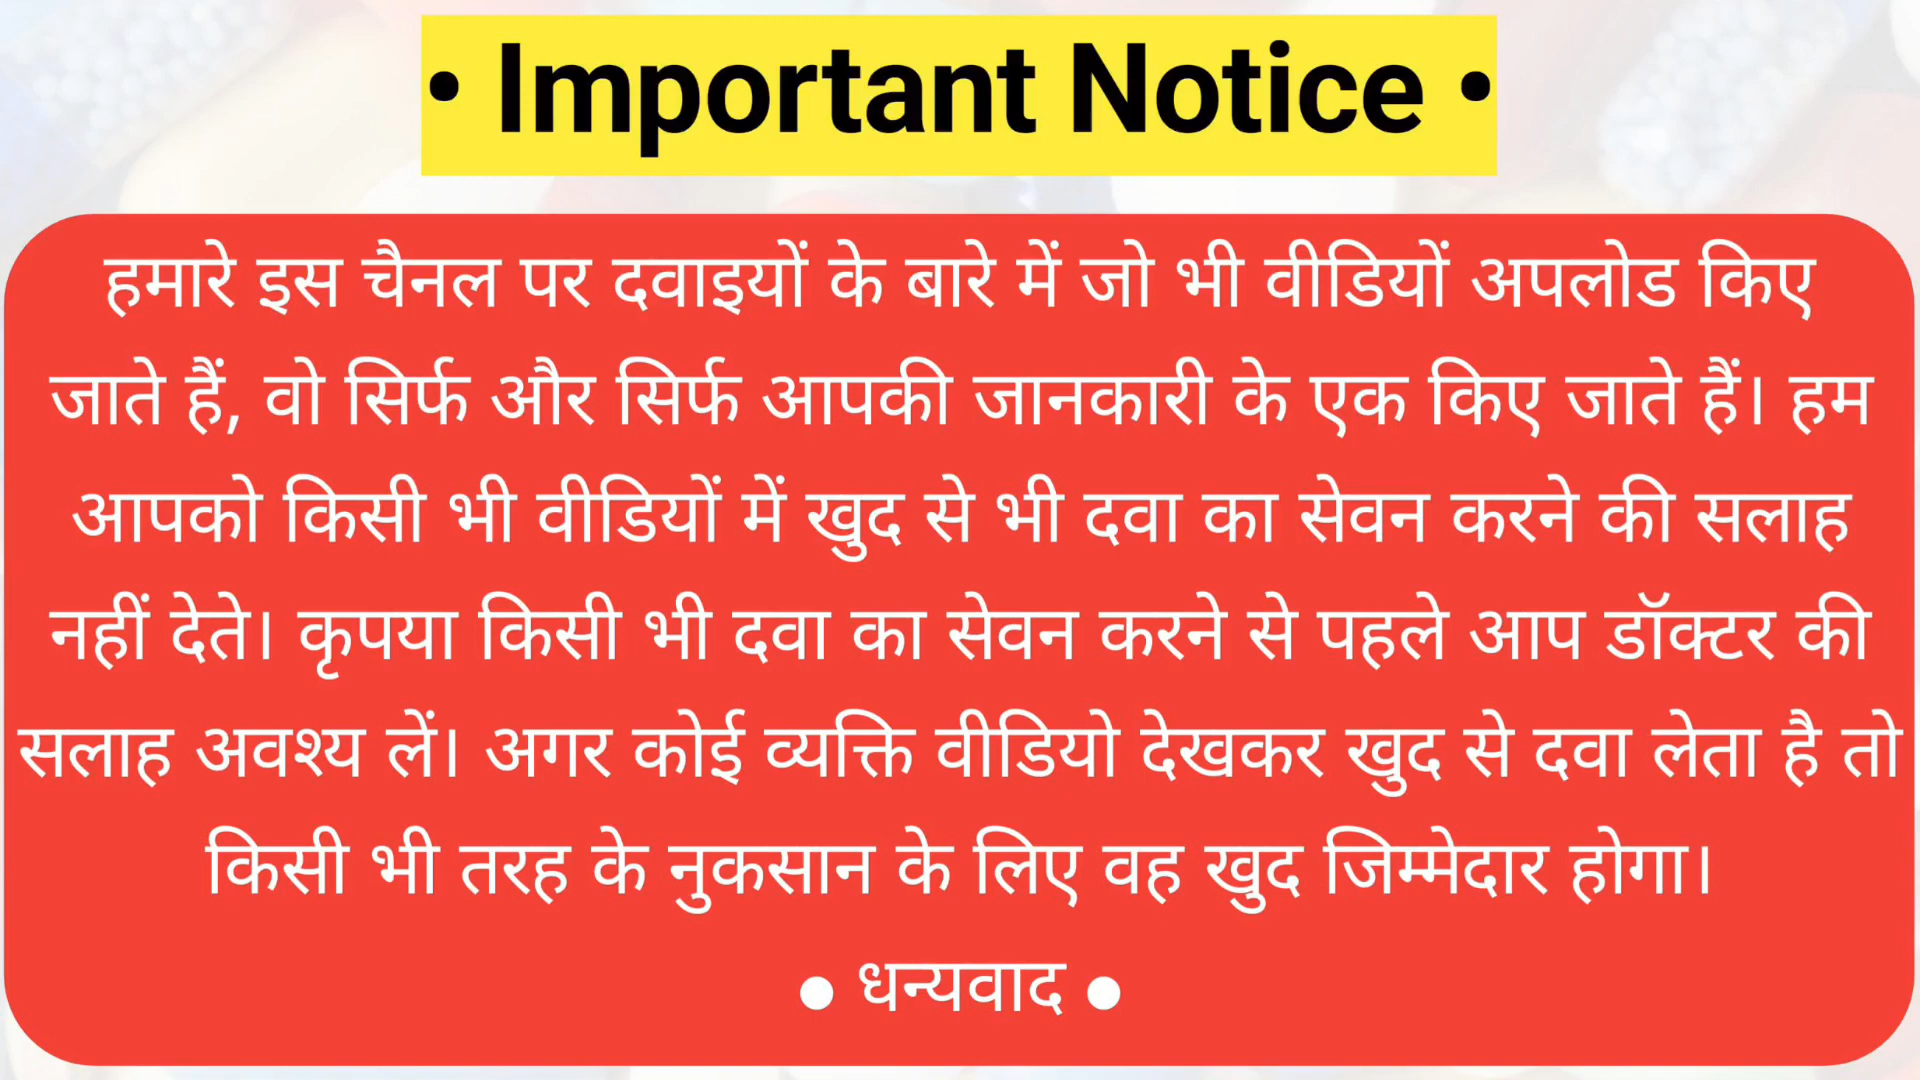 • Important Notice •
हमारे इस चैनल पर दवाइयों के बारे में जो भी वीडियों अपलोड किए
जाते हैं, वो सिर्फ और सिर्फ आपकी जानकारी के एक किए जाते हैं। हम
आपको किसी भी वीडियों में खुद से भी दवा का सेवन करने की सलाह
नहीं देते। कृपया किसी भी दवा का सेवन करने से पहले आप डॉक्टर की
सलाह अवश्य लें। अगर कोई व्यक्ति वीडियो देखकर खुद से दवा लेता है तो
किसी भी तरह के नुकसान के लिए वह खुद जिम्मेदार होगा।
● धन्यवाद ●